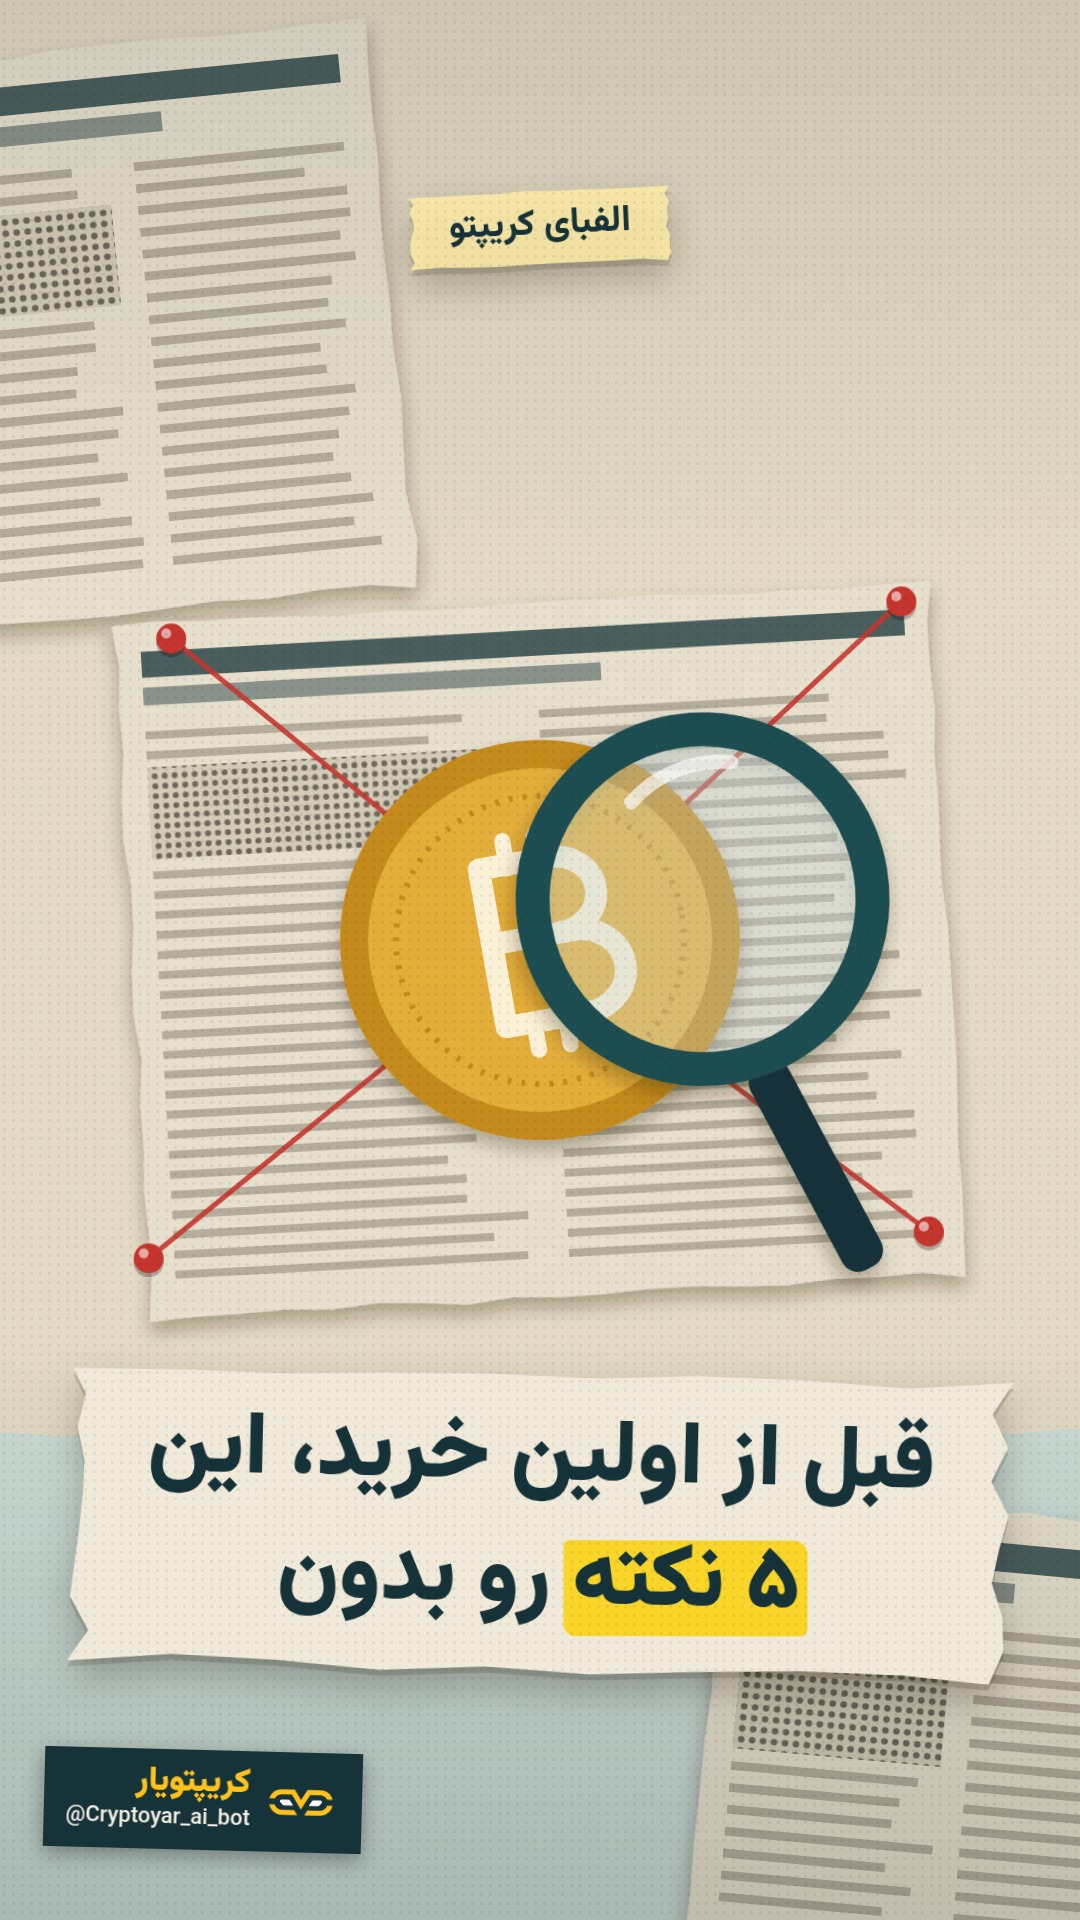 الفبای کریپتو
قبل از اولین خرید، این
۵ نکته رو بدون
کریپتویار
@Cryptoyar_ai_bot